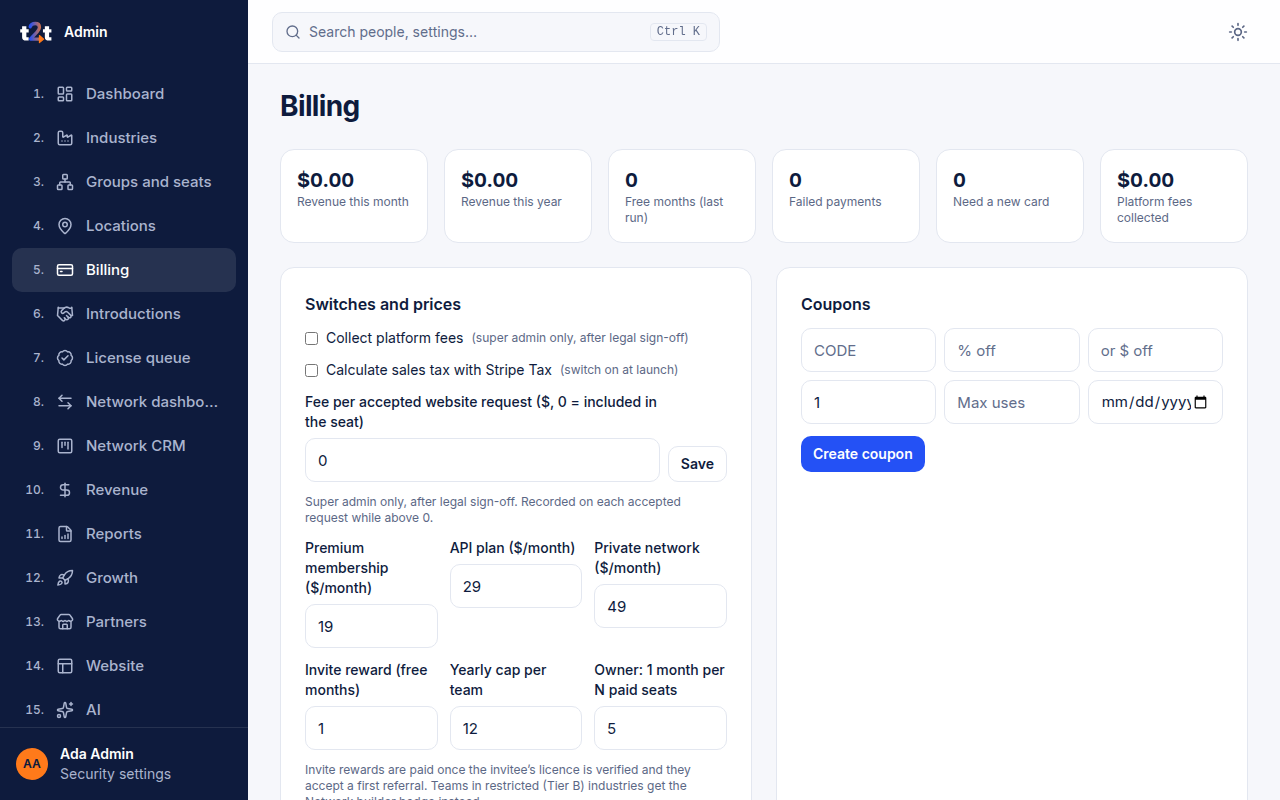 t2t Admin
1. Dashboard
2. Industries
3. Groups and seats
4. Locations
5. Billing
6. Introductions
7. License queue
8. Network dashbo...
9. Network CRM
10. Revenue
11. Reports
12. Growth
13. Partners
14. Website
15. AI
AA
Ada Admin
Security settings
Search people, settings...
Ctrl K
Billing
$0.00
Revenue this month
$0.00
Revenue this year
0
Free months (last
run)
0
Failed payments
0
Need a new card
$0.00
Platform fees
collected
Switches and prices
Collect platform fees (super admin only, after legal sign-off)
Calculate sales tax with Stripe Tax (switch on at launch)
Fee per accepted website request ($, 0 = included in
the seat)
0
Save
Super admin only, after legal sign-off. Recorded on each accepted
request while above 0.
Premium
membership
($/month)
19
API plan ($/month)
29
Private network
($/month)
49
Invite reward (free
months)
1
Yearly cap per
team
12
Owner: 1 month per
N paid seats
5
Invite rewards are paid once the invitee's licence is verified and they
accept a first referral. Teams in restricted (Tier B) industries get the
Network builder badge instead.
Coupons
CODE
% off
or $ off
1
Max uses
mm/dd/yyyy
Create coupon